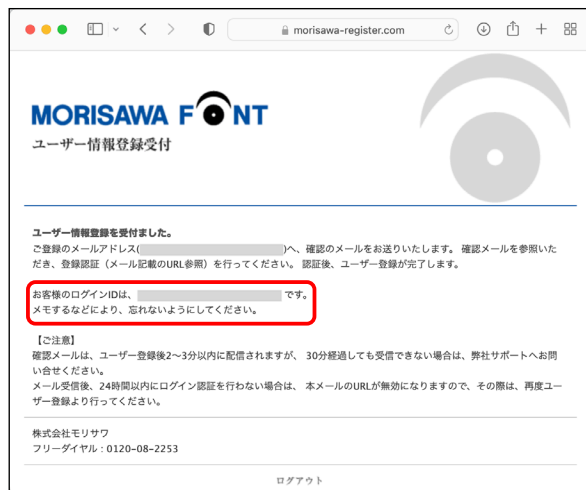 morisawa-register.com
MORISAWA FONT
ユーザー情報登録受付
ユーザー情報登録を受付ました。
ご登録のメールアドレス( )へ、確認のメールをお送りいたします。 確認メールを参照いた
だき、登録認証（メール記載のURL参照）を行ってください。 認証後、ユーザー登録が完了します。
お客様のログインIDは、 です。
メモするなどにより、忘れないようにしてください。
【ご注意】
確認メールは、ユーザー登録後2〜3分以内に配信されますが、 30分経過しても受信できない場合は、弊社サポートへお問
い合せください。
メール受信後、24時間以内にログイン認証を行わない場合は、 本メールのURLが無効になりますので、その際は、再度ユー
ザー登録より行ってください。
株式会社モリサワ
フリーダイヤル：0120-08-2253
ログアウト